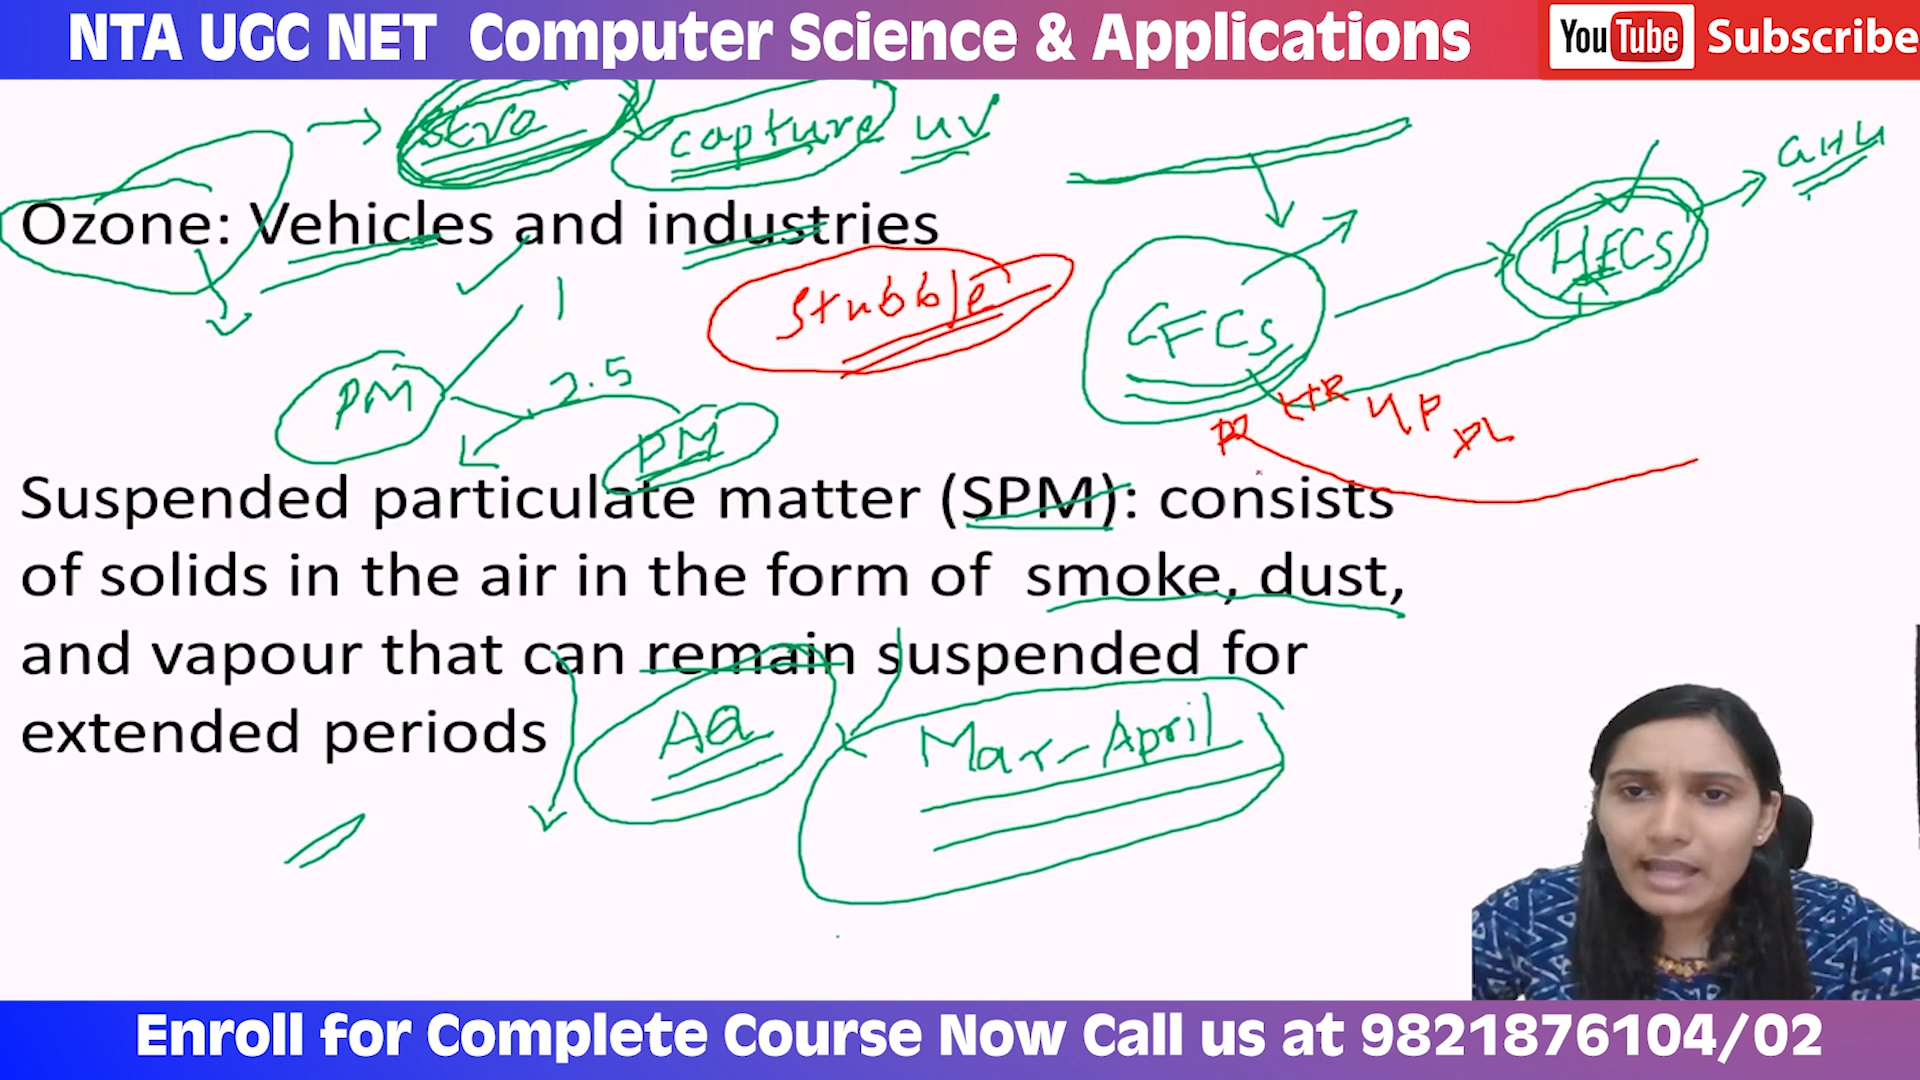 NTA UGC NET Computer Science & Applications
YouTube Subscribe
Stra capture uv
Ozone: Vehicles and industries
Stubble
CFCs
HFCs
PM
1
2.5
PM
UP
Suspended particulate matter (SPM): consists
of solids in the air in the form of smoke, dust,
and vapour that can remain suspended for
extended periods
Mar-April
Enroll for Complete Course Now Call us at 9821876104/02